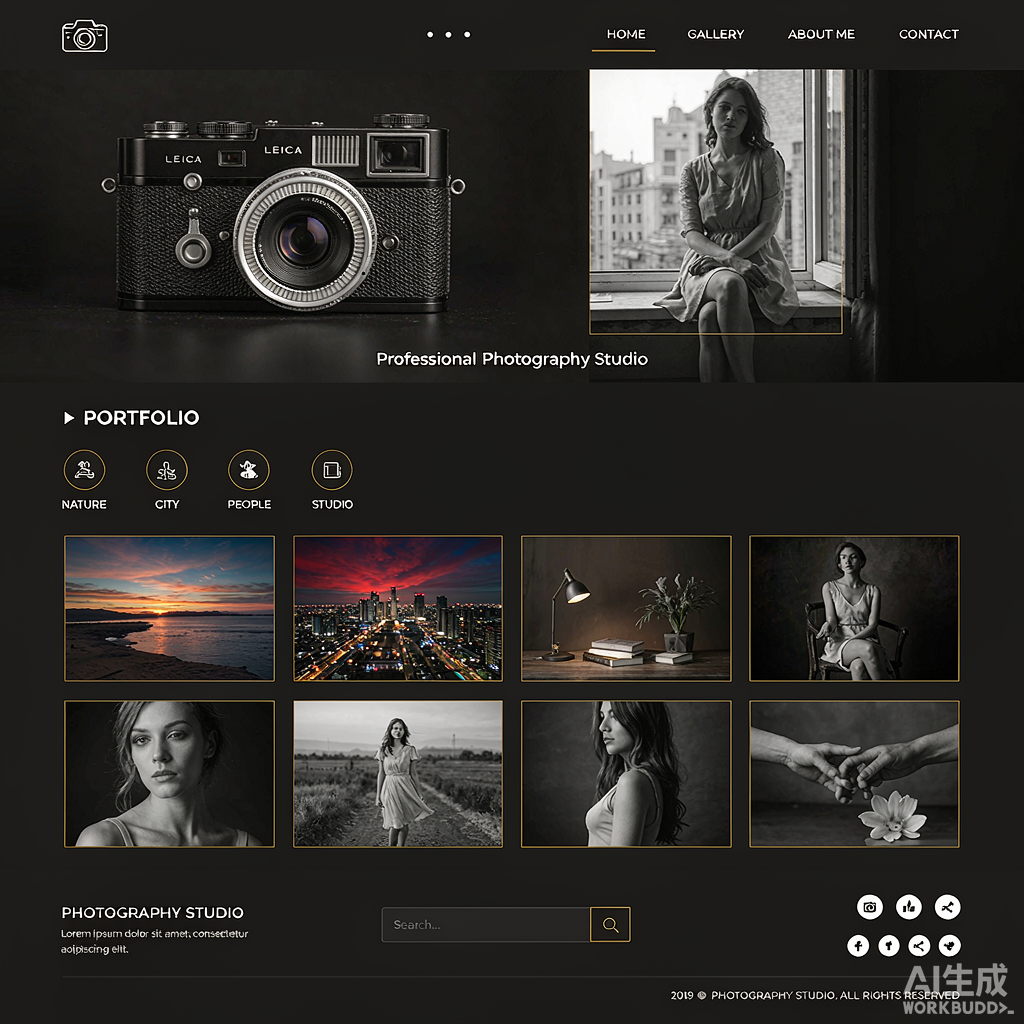 HOME GALLERY ABOUT ME CONTACT
LEICA LEICA
Professional Photography Studio
PORTFOLIO
NATURE CITY PEOPLE STUDIO
PHOTOGRAPHY STUDIO
Lorem ipsum dolor sit amet, consectetur
adipiscing elit.
Search...
2019 © PHOTOGRAPHY STUDIO, ALL RIGHTS RESERVED
AI生成
WORKBUDD>_